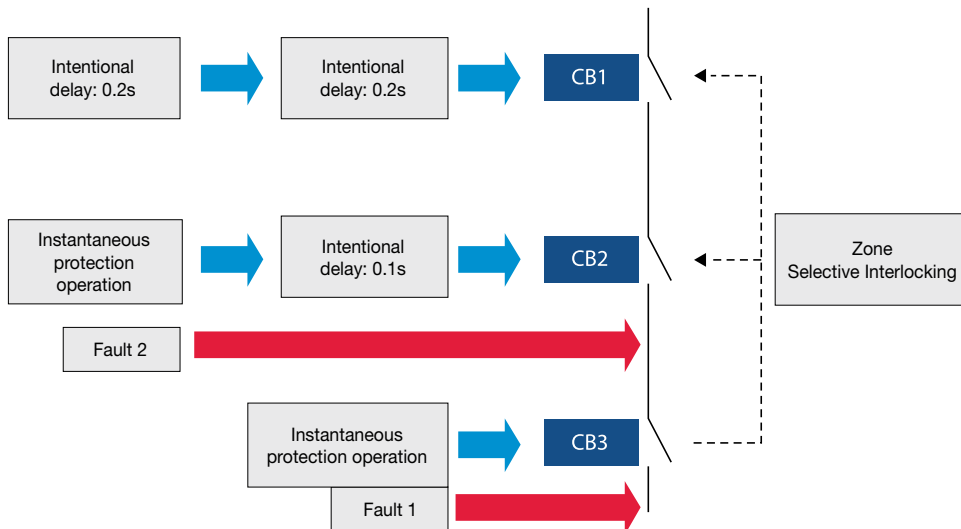 Intentional
delay: 0.2s
Intentional
delay: 0.2s
CB1
Instantaneous
protection
operation
Intentional
delay: 0.1s
CB2
Zone
Selective Interlocking
Fault 2
Instantaneous
protection operation
CB3
Fault 1